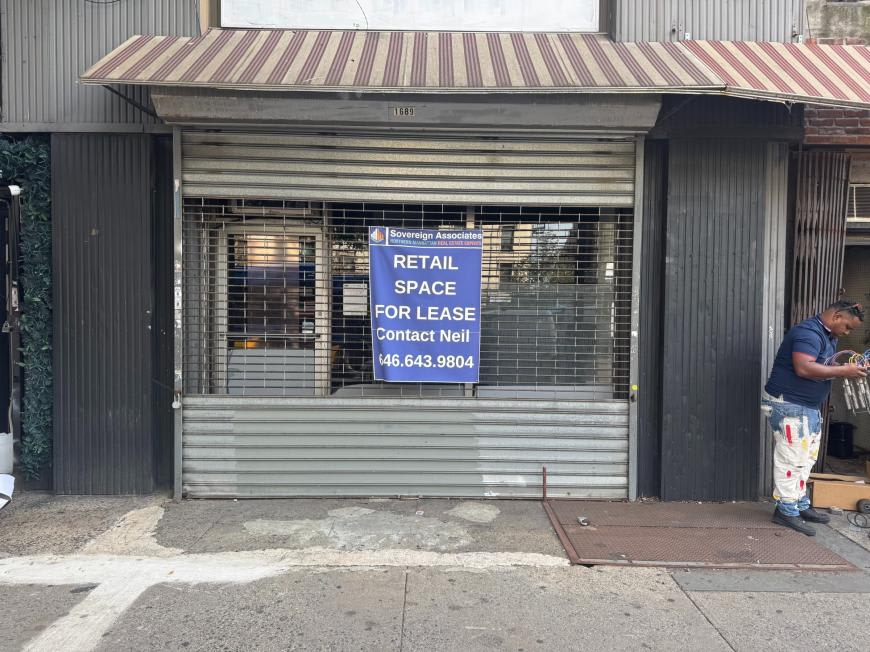 1689
Sovereign Associates
NORTHERN MANHATTAN REAL ESTATE EXPERTS
RETAIL
SPACE
FOR LEASE
Contact Neil
646.643.9804